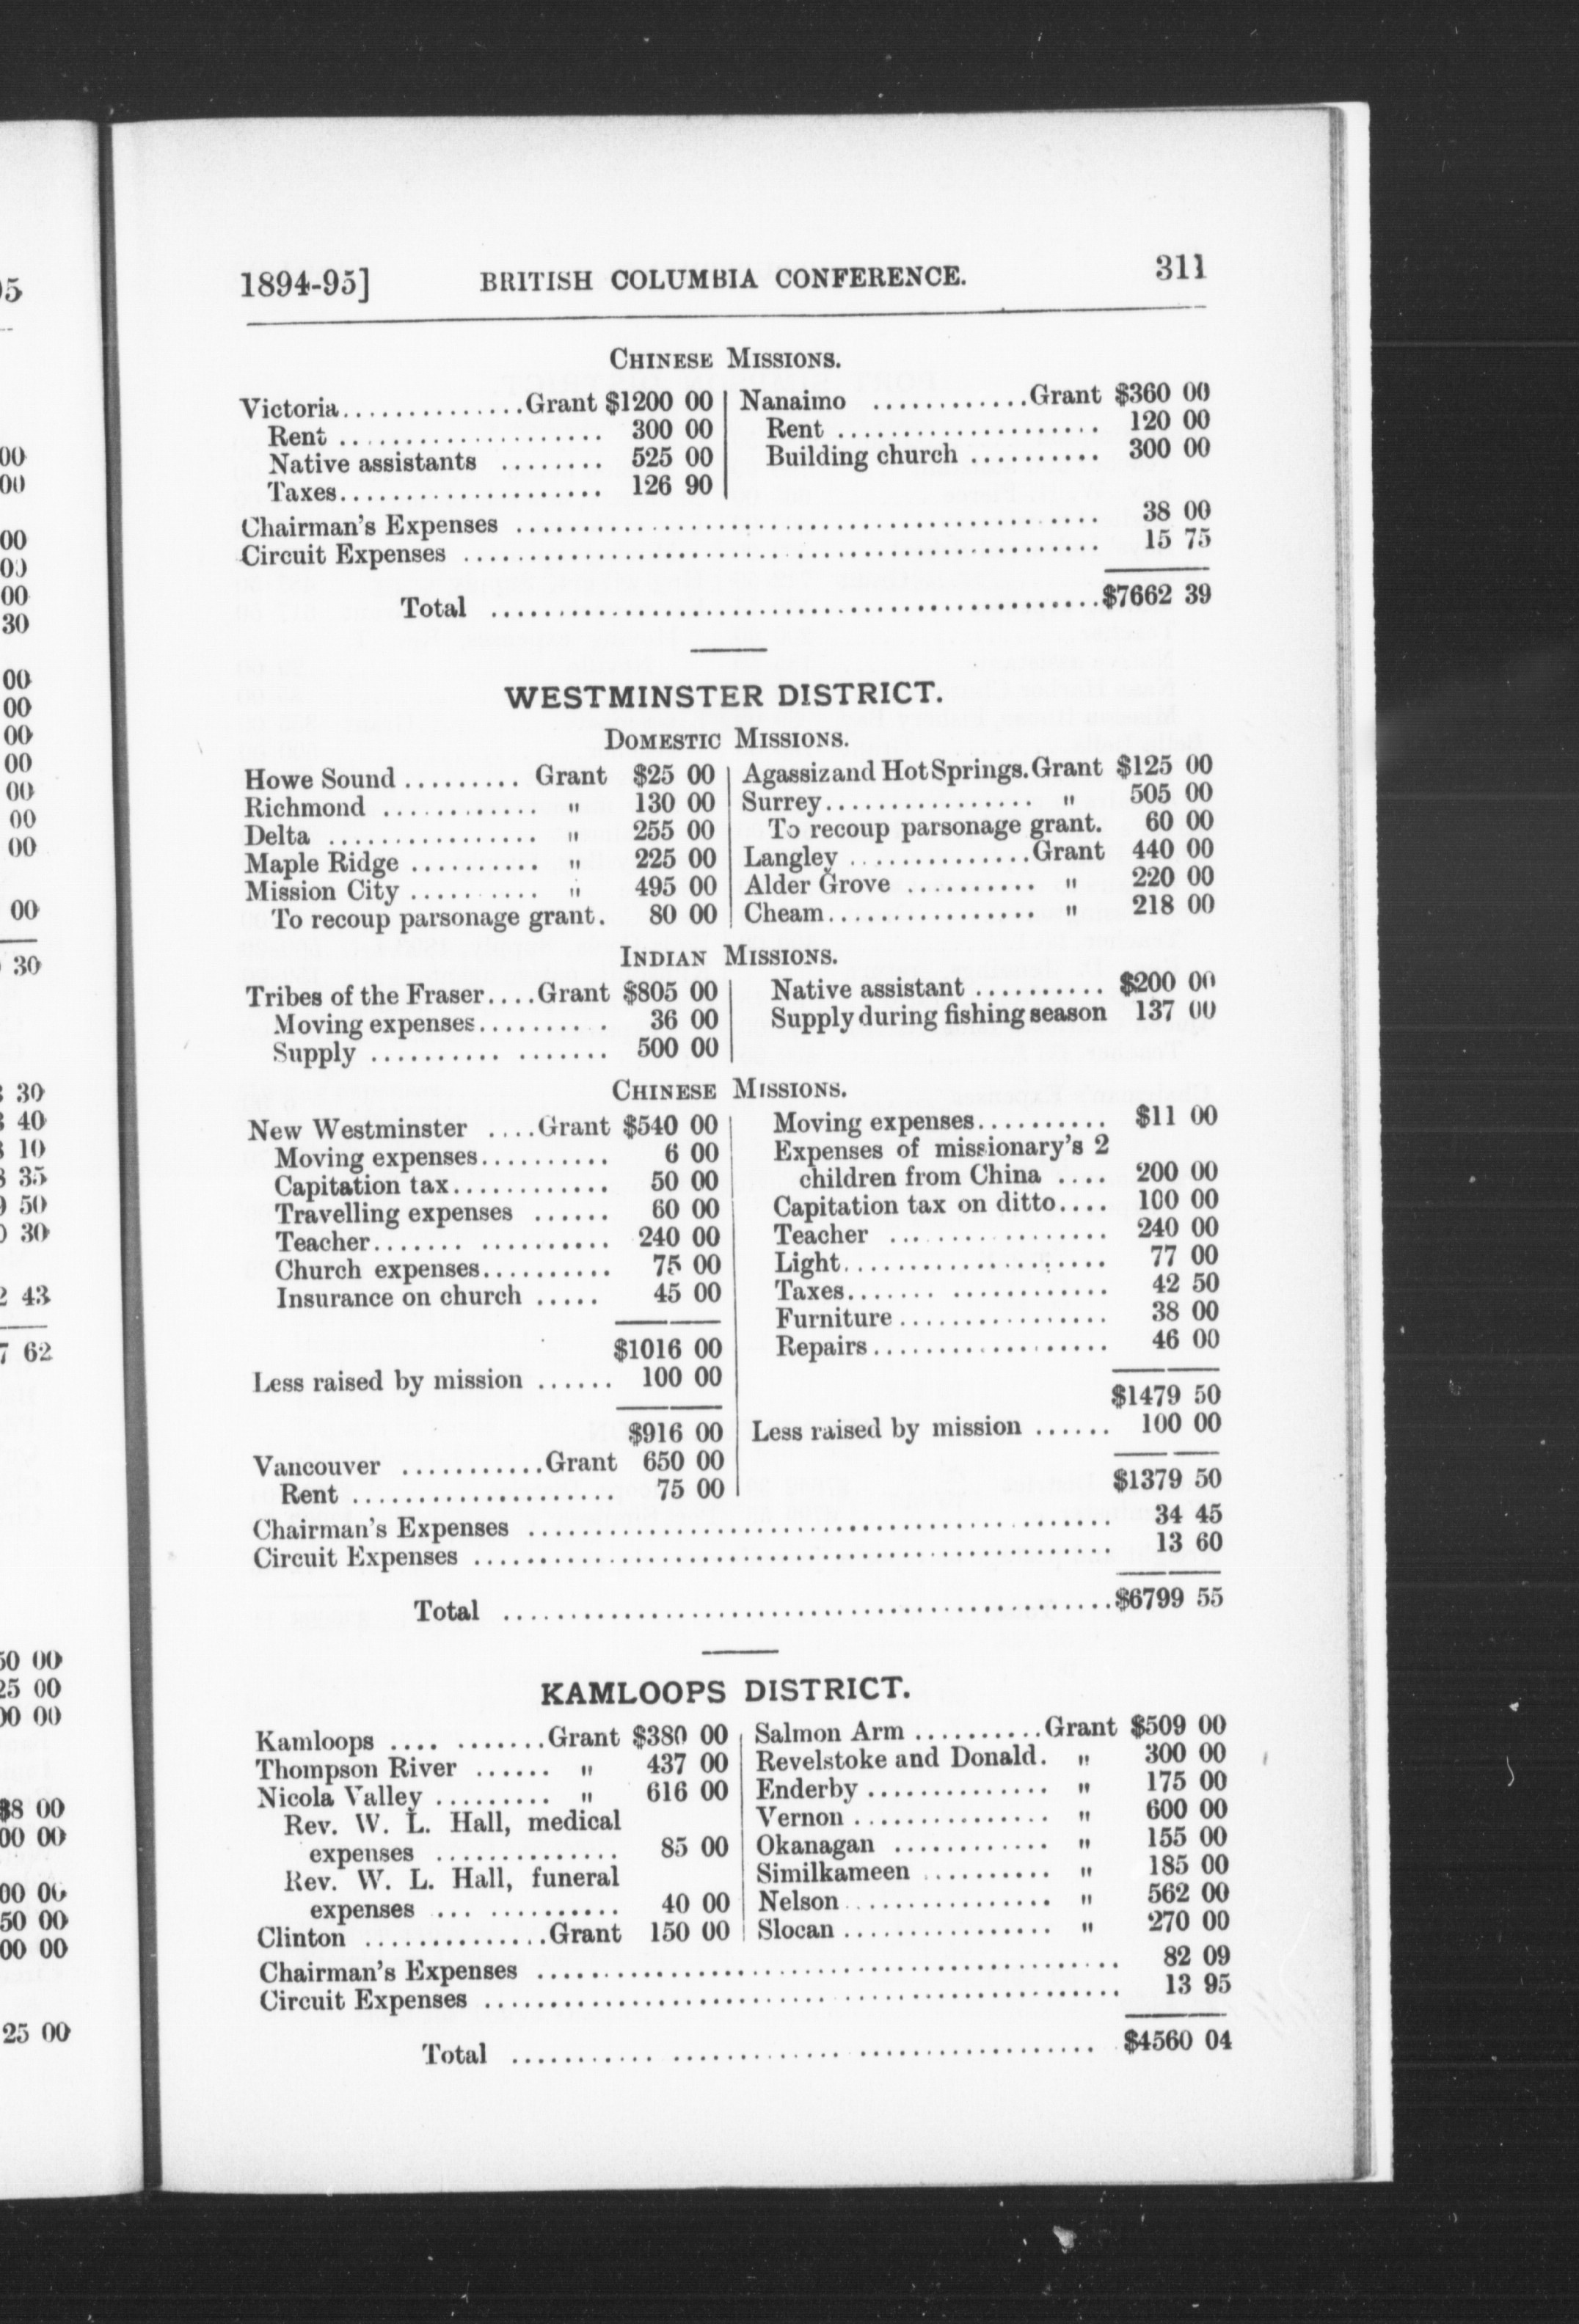 1894-95] BRITISH COLUMBIA CONFERENCE. 311
CHINESE MISSIONS.
Victoria..............Grant $1200 00
Rent .................... 300 00
Native assistants ........ 525 00
Taxes.................... 126 90
Nanaimo ............Grant $360 00
Rent .................... 120 00
Building church .......... 300 00
Chairman's Expenses ............................................ 38 00
Circuit Expenses ................................................ 15 75
Total ..............................................$7662 39
WESTMINSTER DISTRICT.
DOMESTIC MISSIONS.
Howe Sound ......... Grant $25 00
Richmond ............ " 130 00
Delta ................ " 255 00
Maple Ridge .......... " 225 00
Mission City .......... " 495 00
To recoup parsonage grant. 80 00
Agassiz and Hot Springs.Grant $125 00
Surrey................ " 505 00
To recoup parsonage grant. 60 00
Langley ..............Grant 440 00
Alder Grove .......... " 220 00
Cheam................ " 218 00
INDIAN MISSIONS.
Tribes of the Fraser....Grant $805 00
Moving expenses.......... 36 00
Supply .......... ....... 500 00
Native assistant .......... $200 00
Supply during fishing season 137 00
CHINESE MISSIONS.
New Westminster ....Grant $540 00
Moving expenses.......... 6 00
Capitation tax............ 50 00
Travelling expenses ...... 60 00
Teacher....... .......... 240 00
Church expenses.......... 75 00
Insurance on church ..... 45 00
$1016 00
Less raised by mission ...... 100 00
$916 00
Vancouver ...........Grant 650 00
Rent .................... 75 00
Moving expenses.......... $11 00
Expenses of missionary's 2
children from China .... 200 00
Capitation tax on ditto.... 100 00
Teacher ................. 240 00
Light.................... 77 00
Taxes....... ............ 42 50
Furniture ................ 38 00
Repairs.................. 46 00
$1479 50
Less raised by mission ...... 100 00
$1379 50
Chairman's Expenses ............................................ 34 45
Circuit Expenses ................................................ 13 60
Total ..............................................$6799 55
KAMLOOPS DISTRICT.
Kamloops .... .......Grant $380 00
Thompson River ...... " 437 00
Nicola Valley ......... " 616 00
Rev. W. L. Hall, medical
expenses .............. 85 00
Rev. W. L. Hall, funeral
expenses ... .......... 40 00
Clinton ..............Grant 150 00
Salmon Arm ..........Grant $509 00
Revelstoke and Donald. " 300 00
Enderby .............. " 175 00
Vernon ............... " 600 00
Okanagan ............ " 155 00
Similkameen .......... " 185 00
Nelson................ " 562 00
Slocan ................ " 270 00
Chairman's Expenses ............................................ 82 09
Circuit Expenses ................................................ 13 95
Total ............................................ $4560 04